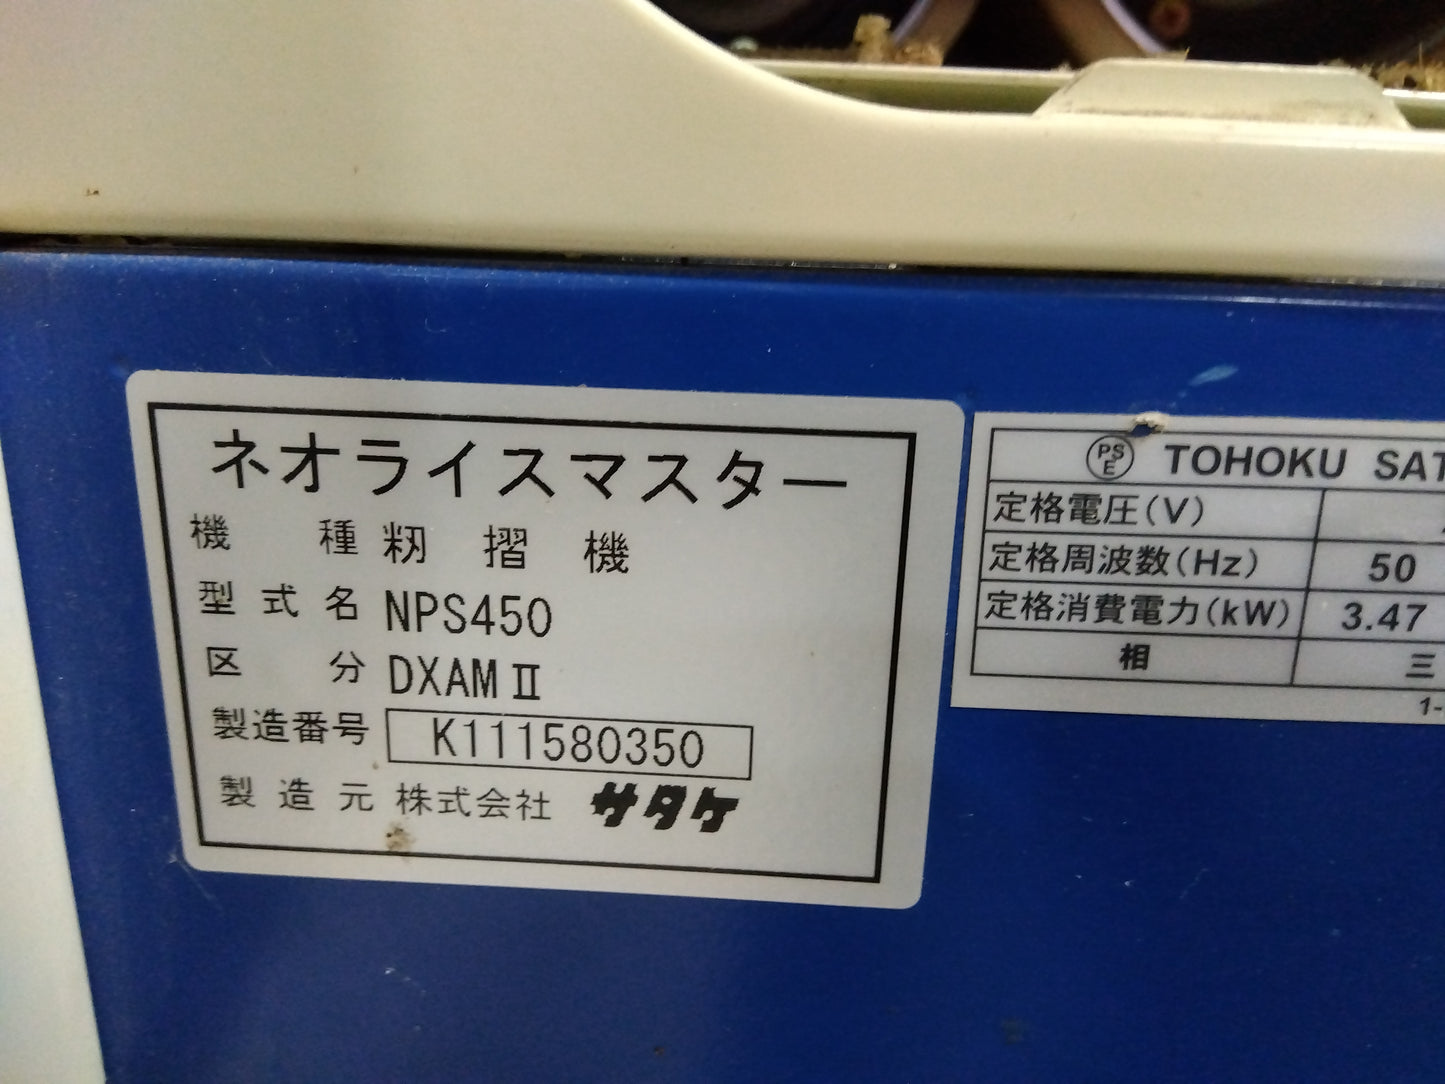 ネオライスマスター
機種 籾摺機
型式名 NPS450
区分 DXAMⅡ
製造番号 K111580350
製造元 株式会社 サタケ
PSE TOHOKU SAT
定格電圧(V)
定格周波数(Hz) 50
定格消費電力(kW) 3.47
相 三
1-